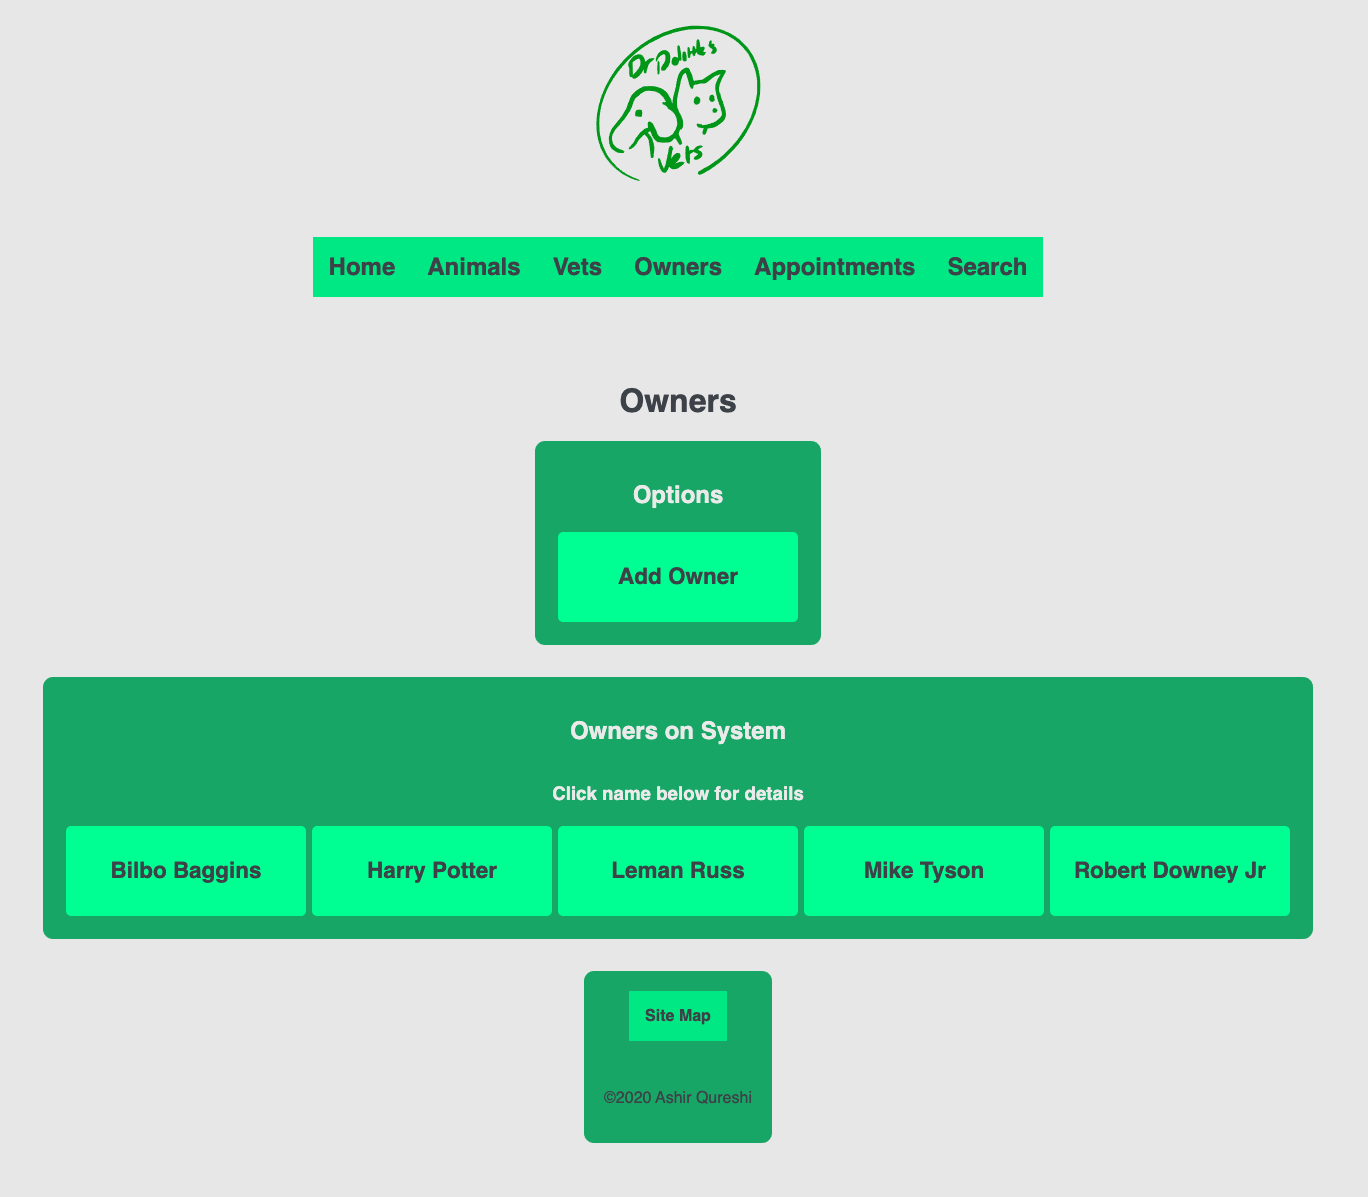 Dr Dolittles
Vets
Home Animals Vets Owners Appointments Search
Owners
Options
Add Owner
Owners on System
Click name below for details
Bilbo Baggins Harry Potter Leman Russ Mike Tyson Robert Downey Jr
Site Map
©2020 Ashir Qureshi